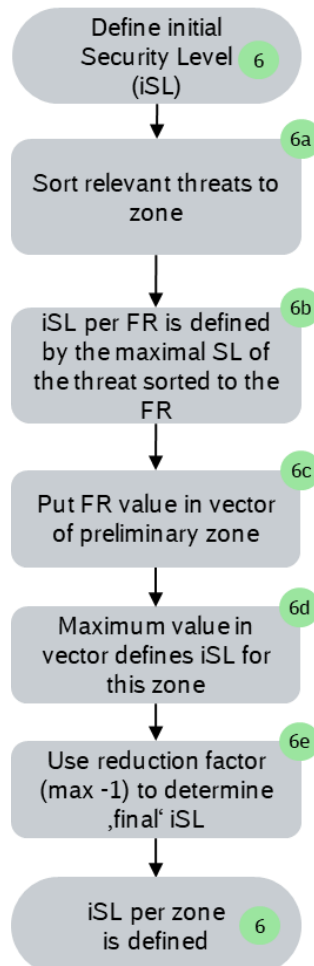 Define initial
Security Level
(iSL)
6
6a
Sort relevant threats to
zone
6b
iSL per FR is defined
by the maximal SL of
the threat sorted to the
FR
6c
Put FR value in vector
of preliminary zone
6d
Maximum value in
vector defines iSL for
this zone
6e
Use reduction factor
(max -1) to determine
‚final‘ iSL
iSL per zone
is defined
6